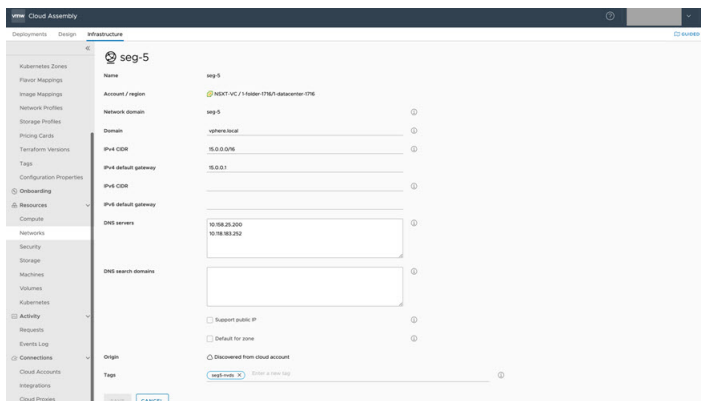 vmw Cloud Assembly
Deployments Design Infrastructure GUIDED
Kubernetes Zones
Flavor Mappings
Image Mappings
Network Profiles
Storage Profiles
Pricing Cards
Terraform Versions
Tags
Configuration Properties
Onboarding
Resources
Compute
Networks
Security
Storage
Machines
Volumes
Kubernetes
Activity
Requests
Events Log
Connections
Cloud Accounts
Integrations
Cloud Proxies
seg-5
Name seg-5
Account / region NSXT-VC / 1-folder-1716/1-datacenter-1716
Network domain seg-5
Domain vphere.local
IPv4 CIDR 15.0.0.0/16
IPv4 default gateway 15.0.0.1
IPv6 CIDR
IPv6 default gateway
DNS servers 10.158.25.200
10.118.183.252
DNS search domains
Support public IP
Default for zone
Origin Discovered from cloud account
Tags seg5-nvds X Enter a new tag
CANCEL